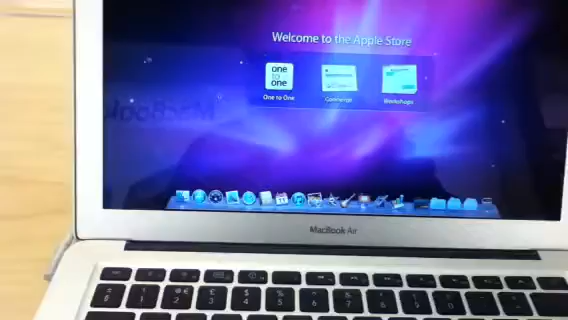 Welcome to the Apple Store
one
to
one
One to One
Concierge
Workshops
MacBook Air